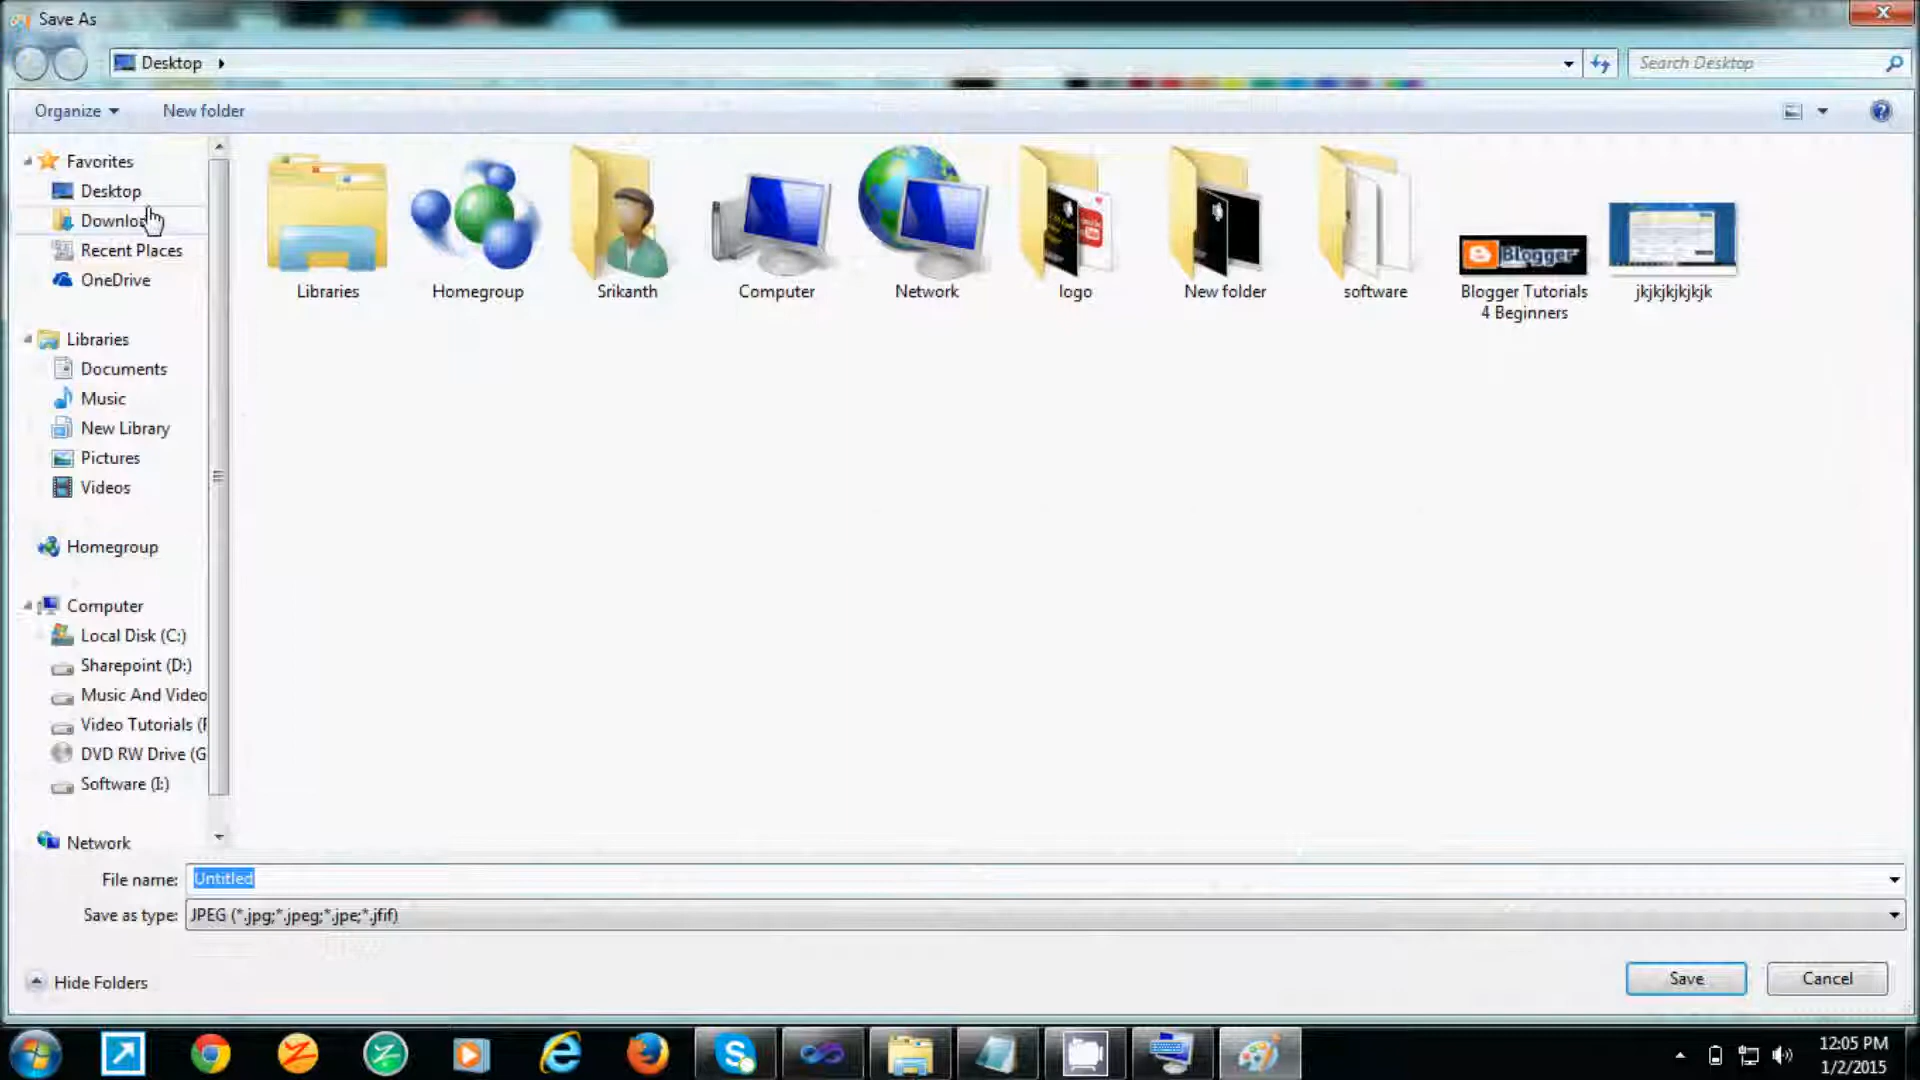 Save As
Desktop
Search Desktop
Organize
New folder
Favorites
Desktop
Downlo
Recent Places
OneDrive
Libraries
Documents
Music
New Library
Pictures
Videos
Homegroup
Computer
Local Disk (C:)
Sharepoint (D:)
Music And Video
Video Tutorials (F
DVD RW Drive (G
Software (I:)
Network
Libraries
Homegroup
Srikanth
Computer
Network
logo
New folder
software
Blogger
Blogger Tutorials
4 Beginners
jkjkjkjkjkjk
File name: Untitled
Save as type: JPEG (*.jpg;*.jpeg;*.jpe;*.jfif)
Hide Folders
Save
Cancel
12:05 PM
1/2/2015